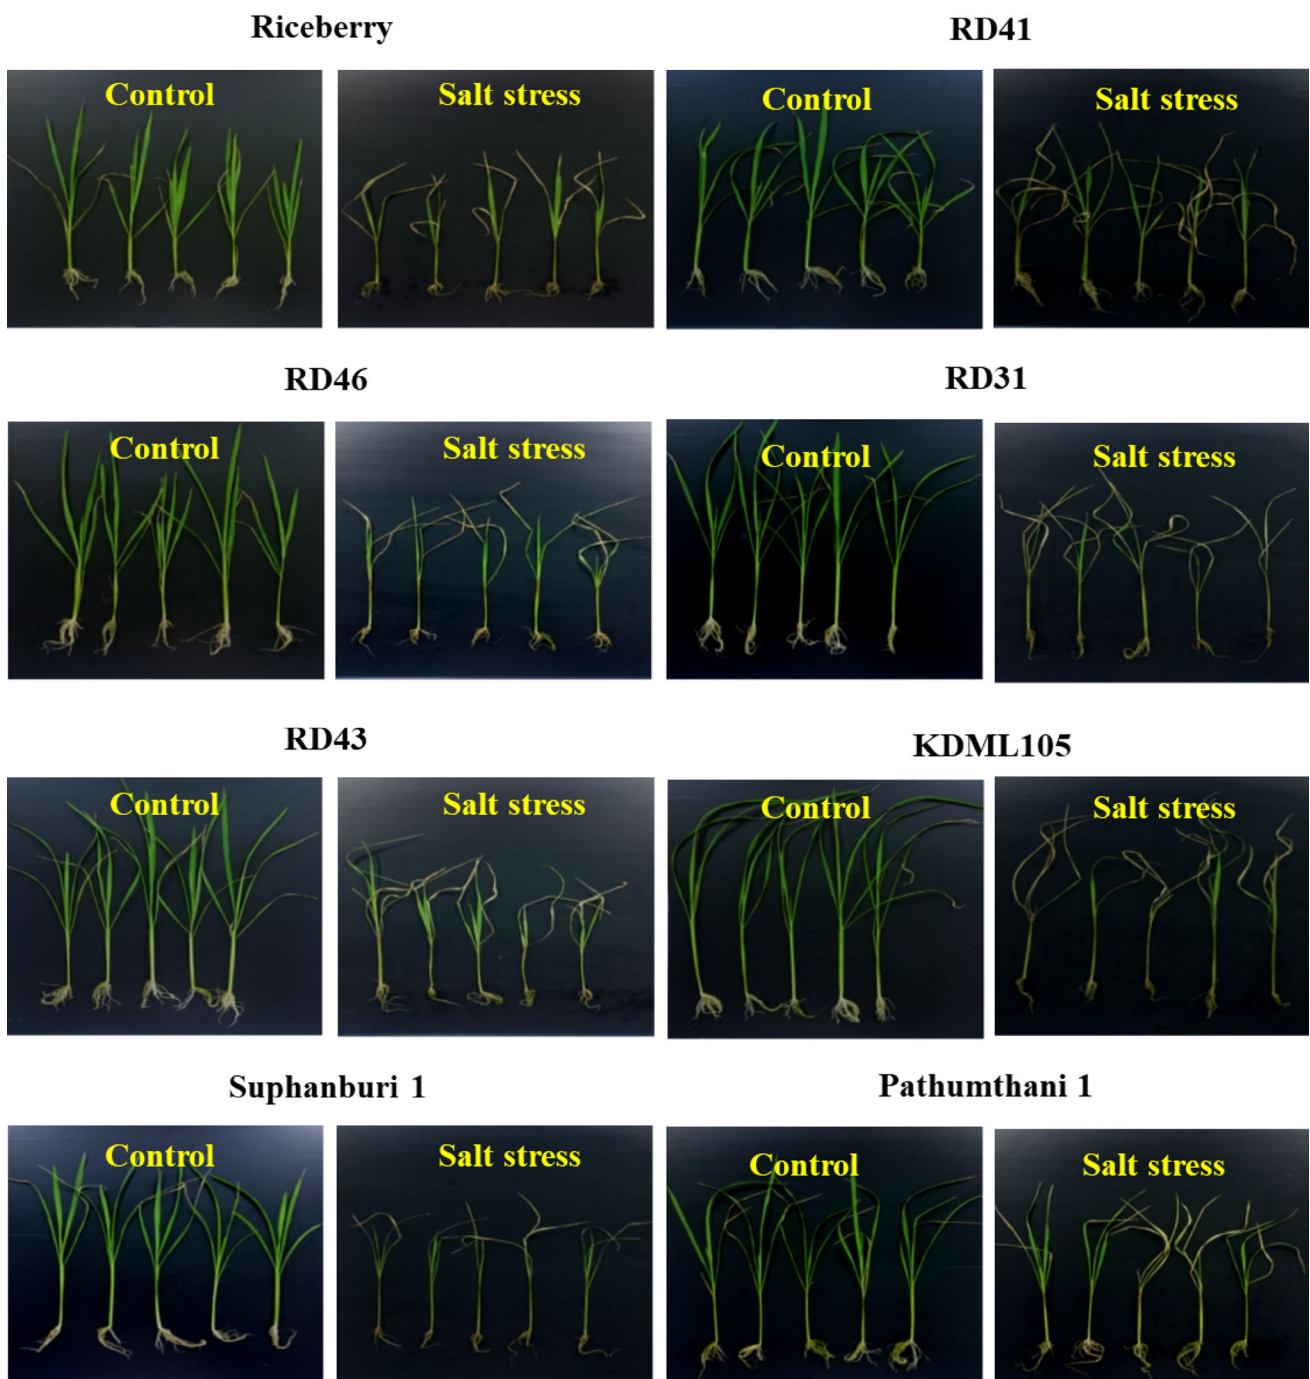 Riceberry
RD41
Control
Salt stress
Control
Salt stress
RD46
RD31
Control
Salt stress
Control
Salt stress
RD43
KDML105
Control
Salt stress
Control
Salt stress
Suphanburi 1
Pathumthani 1
Control
Salt stress
Control
Salt stress